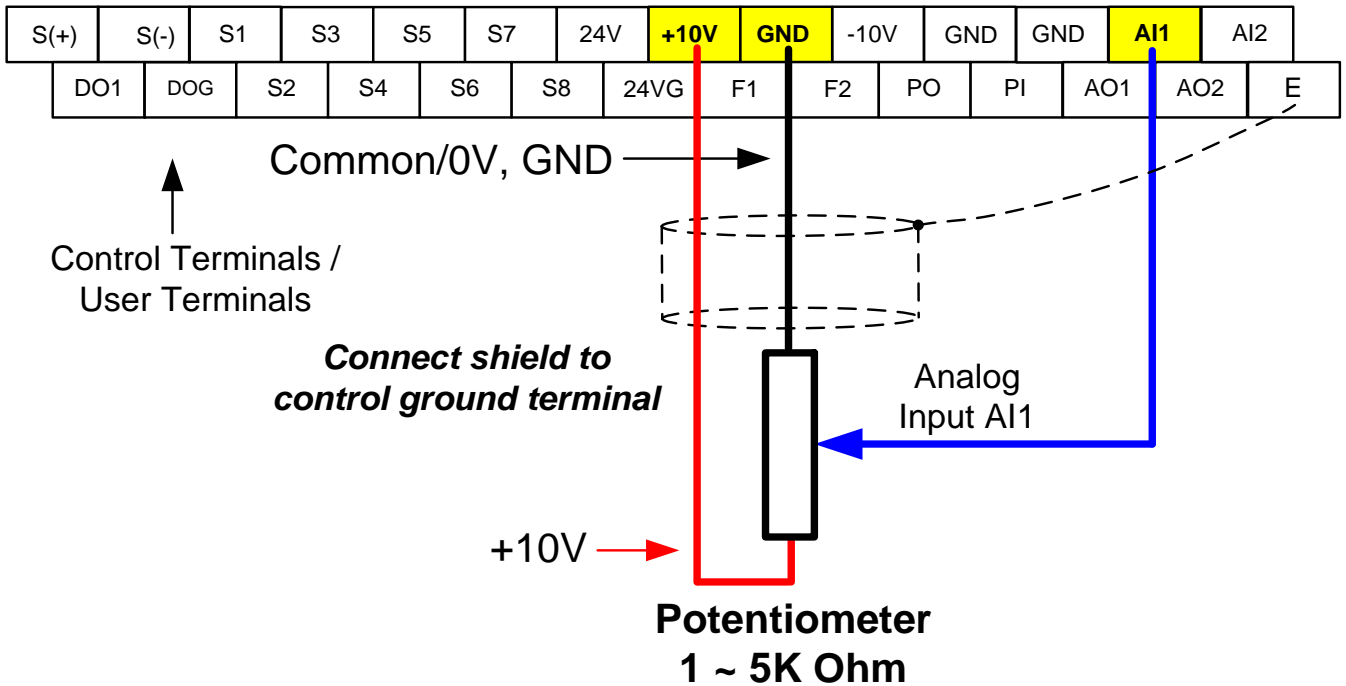 S(+) S(-) S1 S3 S5 S7 24V +10V GND -10V GND GND AI1 AI2
DO1 DOG S2 S4 S6 S8 24VG F1 F2 PO PI AO1 AO2 E
Common/0V, GND
Control Terminals /
User Terminals
Connect shield to
control ground terminal
Analog
Input AI1
+10V
Potentiometer
1 ~ 5K Ohm